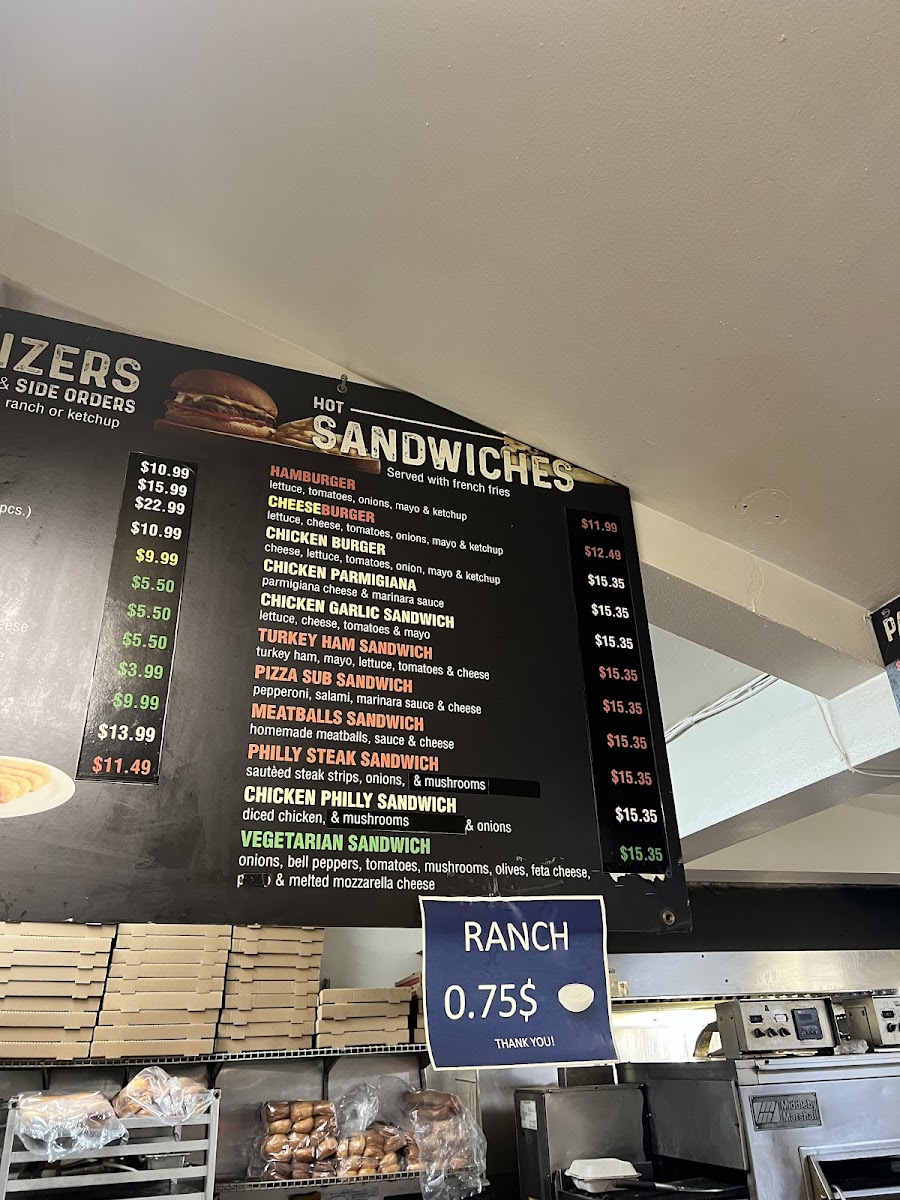 IZERS
& SIDE ORDERS
ranch or ketchup
$10.99
$15.99
$22.99
pcs.)
$10.99
$9.99
$5.50
$5.50
$5.50
$3.99
$9.99
$13.99
$11.49
HOT
SANDWICHES
Served with french fries
HAMBURGER $11.99
lettuce, tomatoes, onions, mayo & ketchup
CHEESEBURGER $12.49
lettuce, cheese, tomatoes, onions, mayo & ketchup
CHICKEN BURGER $15.35
cheese, lettuce, tomatoes, onion, mayo & ketchup
CHICKEN PARMIGIANA $15.35
parmigiana cheese & marinara sauce
CHICKEN GARLIC SANDWICH $15.35
lettuce, cheese, tomatoes & mayo
TURKEY HAM SANDWICH $15.35
turkey ham, mayo, lettuce, tomatoes & cheese
PIZZA SUB SANDWICH $15.35
pepperoni, salami, marinara sauce & cheese
MEATBALLS SANDWICH $15.35
homemade meatballs, sauce & cheese
PHILLY STEAK SANDWICH $15.35
sautèed steak strips, onions, & mushrooms
CHICKEN PHILLY SANDWICH $15.35
diced chicken, & mushrooms & onions
VEGETARIAN SANDWICH $15.35
onions, bell peppers, tomatoes, mushrooms, olives, feta cheese,
& melted mozzarella cheese
RANCH
0.75$
THANK YOU!
Middleby
Marshall